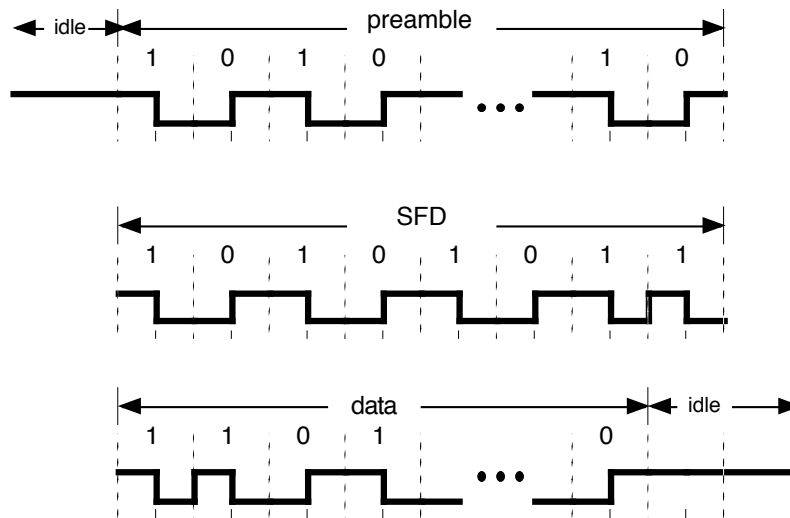 idle preamble
1 0 1 0 ••• 1 0
SFD
1 0 1 0 1 0 1 1
data idle
1 1 0 1 ••• 0